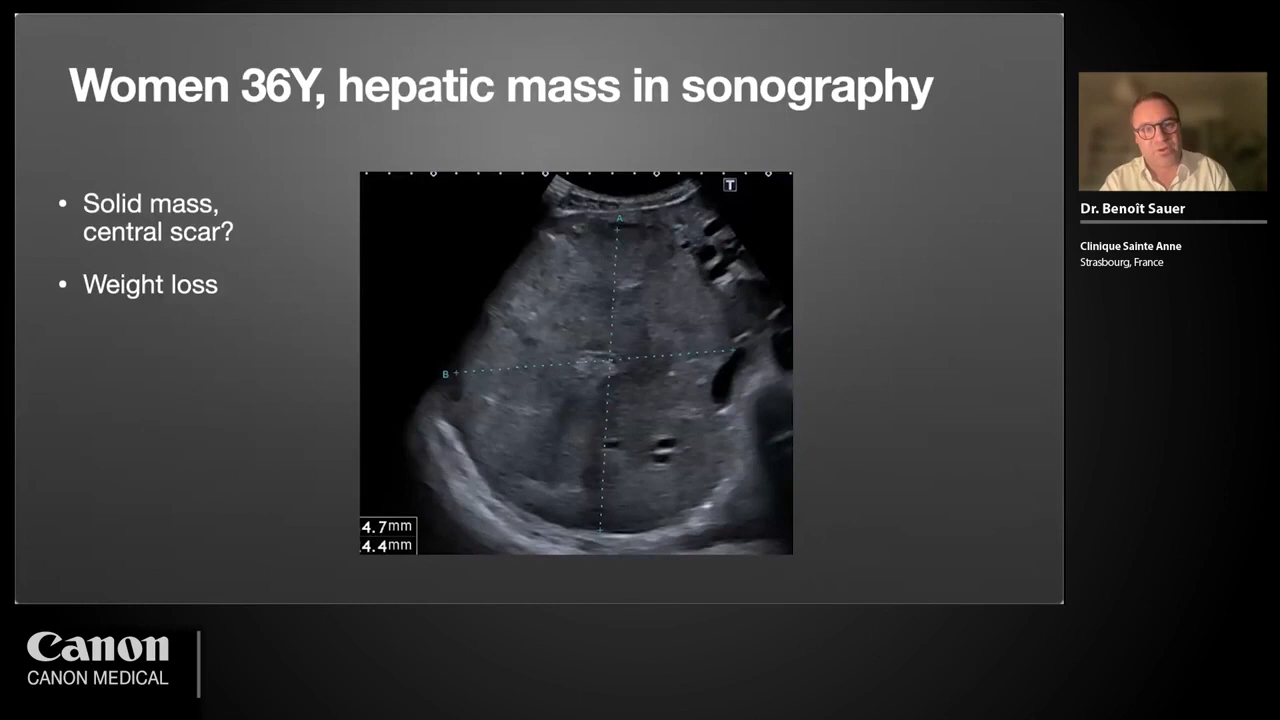 Women 36Y, hepatic mass in sonography
• Solid mass,
central scar?
• Weight loss
T
A
B
4.7mm
.4.4mm
Dr. Benoît Sauer
Clinique Sainte Anne
Strasbourg, France
Canon
CANON MEDICAL